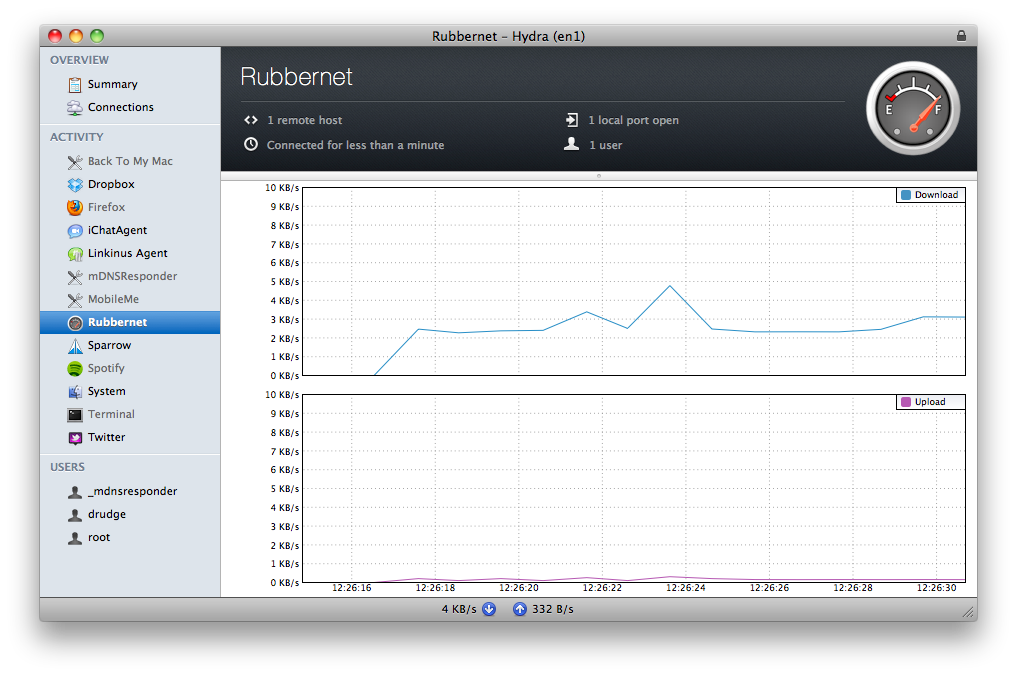 Rubbernet – Hydra (en1)
OVERVIEW
Summary
Connections
ACTIVITY
Back To My Mac
Dropbox
Firefox
iChatAgent
Linkinus Agent
mDNSResponder
MobileMe
Rubbernet
Sparrow
Spotify
System
Terminal
Twitter
USERS
_mdnsresponder
drudge
root
Rubbernet
1 remote host
1 local port open
Connected for less than a minute
1 user
E F
10 KB/s
9 KB/s
8 KB/s
7 KB/s
6 KB/s
5 KB/s
4 KB/s
3 KB/s
2 KB/s
1 KB/s
0 KB/s
Download
10 KB/s
9 KB/s
8 KB/s
7 KB/s
6 KB/s
5 KB/s
4 KB/s
3 KB/s
2 KB/s
1 KB/s
0 KB/s
Upload
12:26:16 12:26:18 12:26:20 12:26:22 12:26:24 12:26:26 12:26:28 12:26:30
4 KB/s 332 B/s